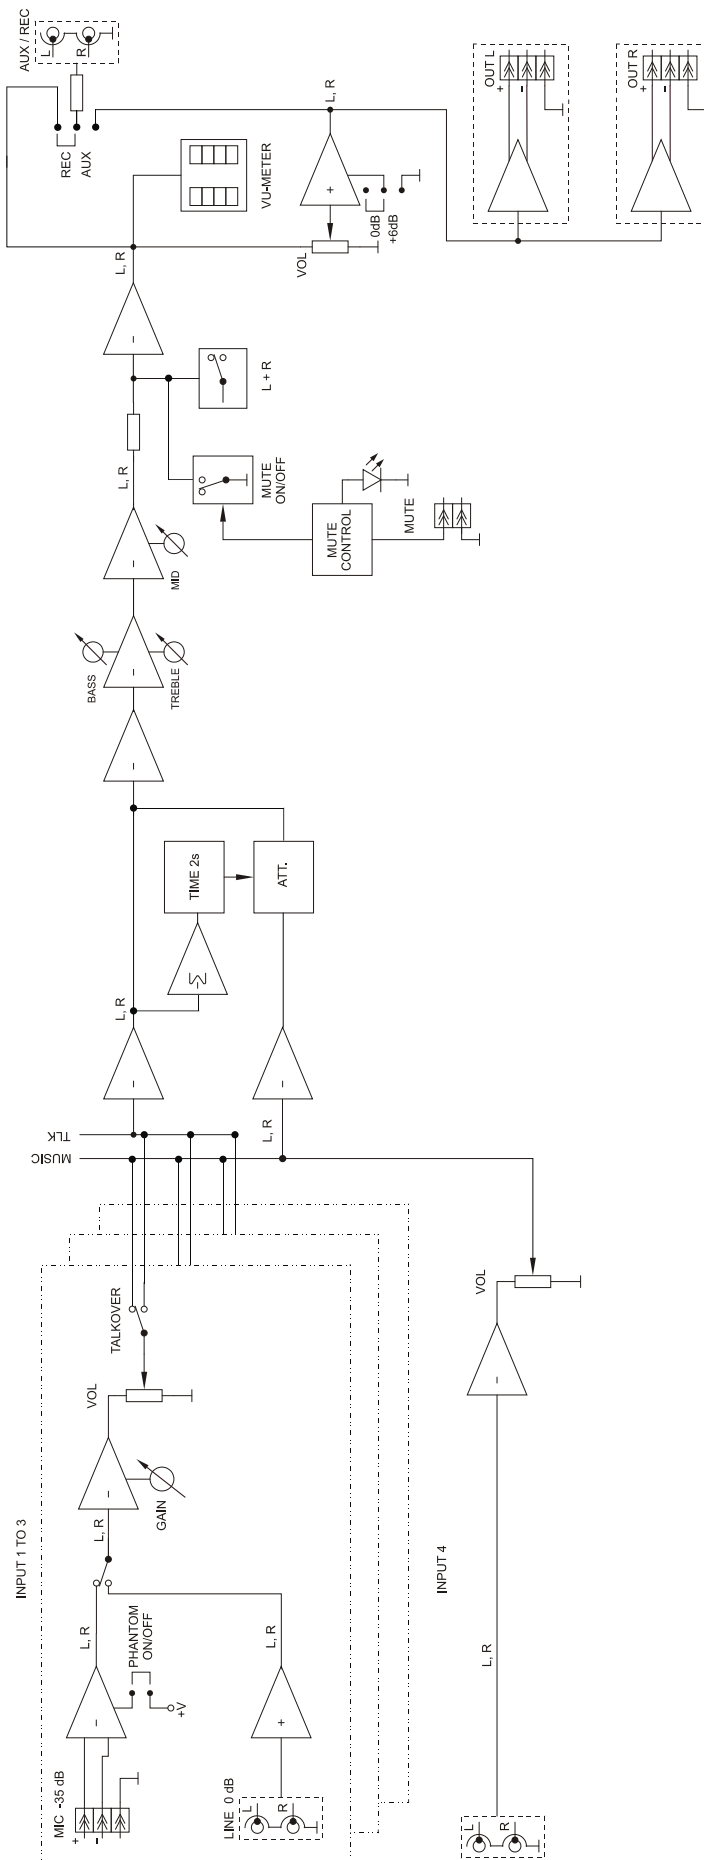 AUX / REC
L
R
REC
AUX
L, R
OUT L
+
-
OUT R
+
-
VU-METER
L, R
+
0dB
+6dB
VOL
-
L + R
L, R
MUTE
ON/OFF
MUTE
CONTROL
MUTE
-
MID
BASS
-
TREBLE
-
TIME 2s
ATT.
Σ
L, R
-
-
L, R
TLK
MUSIC
TALKOVER
VOL
VOL
-
INPUT 1 TO 3
-
GAIN
L, R
INPUT 4
L, R
PHANTOM
ON/OFF
+V
-
L, R
+
L, R
MIC -35 dB
+
-
LINE 0 dB
L
R
L
R